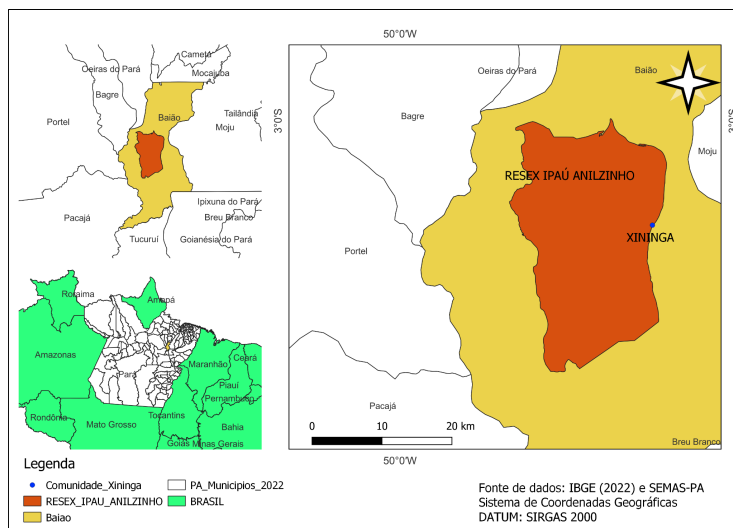 Cametá
Oeiras do Pará
Mocajuba
Bagre
Baião
Tailândia
Portel
Moju
Ipixuna do Pará
Pacajá
Breu Branco
Tucuruí
Goianésia do Pará
Roraima
Amapá
Amazonas
Pará
Maranhão
Ceará
Piauí
Pernambuco
Rondônia
Tocantins
Mato Grosso
Bahia
Goiás
Minas Gerais
50°0'W
Oeiras do Pará
Baião
Bagre
3°0'S
3°0'S
Moju
RESEX IPAÚ ANILZINHO
XININGA
Portel
Pacajá
0 10 20 km
Breu Branco
50°0'W
Legenda
Comunidade_Xininga
PA_Municipios_2022
RESEX_IPAU_ANILZINHO
BRASIL
Baiao
Fonte de dados: IBGE (2022) e SEMAS-PA
Sistema de Coordenadas Geográficas
DATUM: SIRGAS 2000